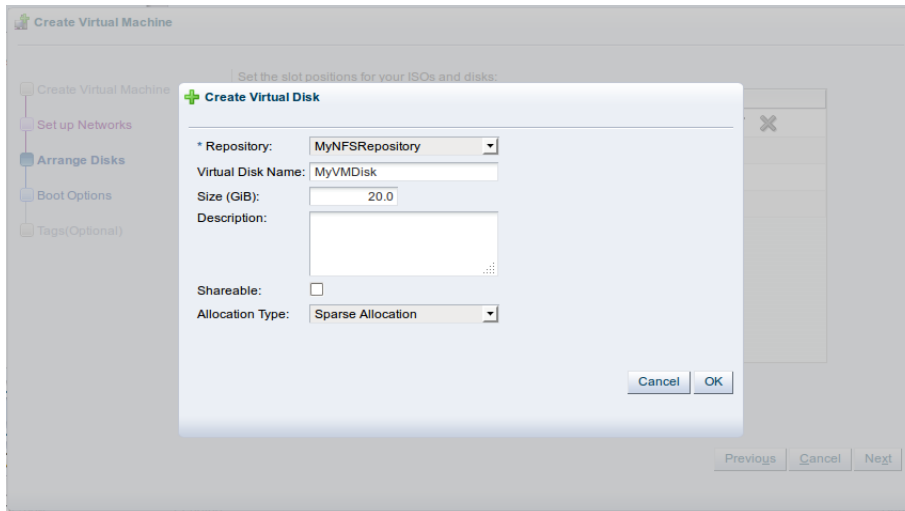 Create Virtual Machine
Set the slot positions for your ISOs and disks:
Create Virtual Machine
Set up Networks
Arrange Disks
Boot Options
Tags(Optional)
Create Virtual Disk
* Repository: MyNFSRepository
Virtual Disk Name: MyVMDisk
Size (GiB): 20.0
Description:
Shareable:
Allocation Type: Sparse Allocation
Cancel OK
Previous Cancel Next